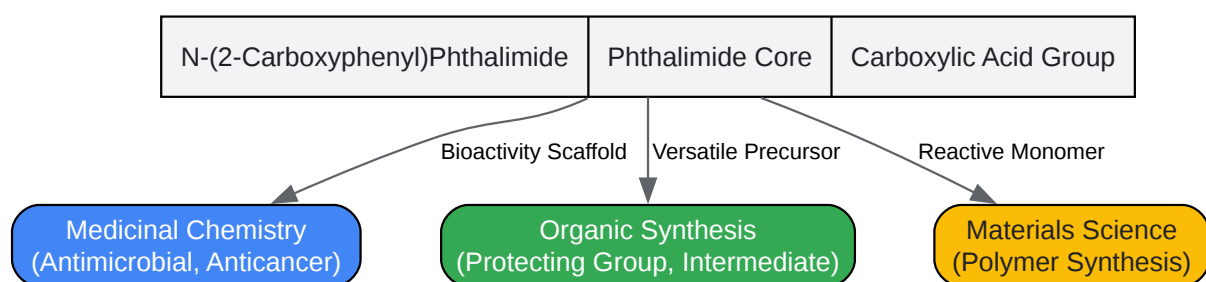 N-(2-Carboxyphenyl)Phthalimide
Phthalimide Core
Carboxylic Acid Group
Bioactivity Scaffold
Versatile Precursor
Reactive Monomer
Medicinal Chemistry
(Antimicrobial, Anticancer)
Organic Synthesis
(Protecting Group, Intermediate)
Materials Science
(Polymer Synthesis)